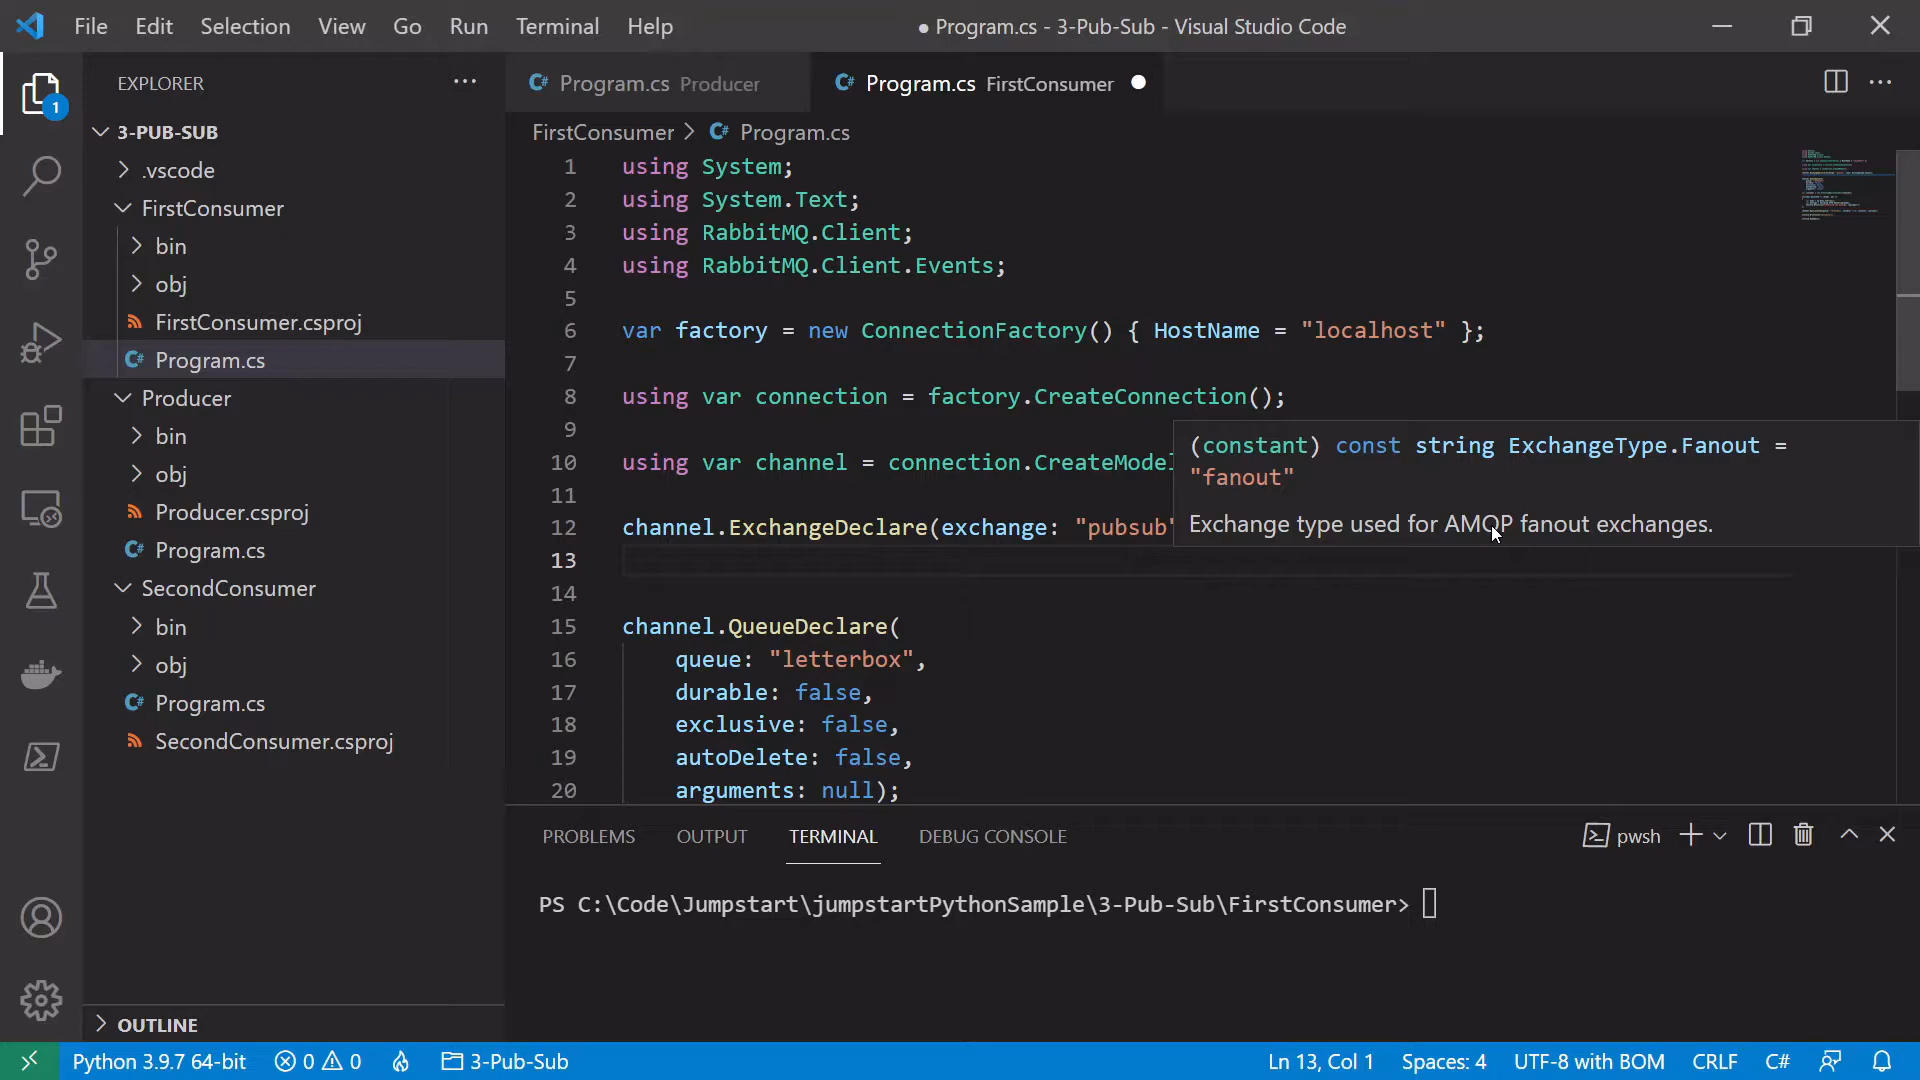 File Edit Selection View Go Run Terminal Help
● Program.cs - 3-Pub-Sub - Visual Studio Code
EXPLORER ···
1
3-PUB-SUB
.vscode
FirstConsumer
bin
obj
FirstConsumer.csproj
C# Program.cs
Producer
bin
obj
Producer.csproj
C# Program.cs
SecondConsumer
bin
obj
C# Program.cs
SecondConsumer.csproj
OUTLINE
C# Program.cs Producer
C# Program.cs FirstConsumer ●
FirstConsumer > C# Program.cs
1 using System;
2 using System.Text;
3 using RabbitMQ.Client;
4 using RabbitMQ.Client.Events;
5
6 var factory = new ConnectionFactory() { HostName = "localhost" };
7
8 using var connection = factory.CreateConnection();
9
10 using var channel = connection.CreateModel
11
12 channel.ExchangeDeclare(exchange: "pubsub"
13
14
15 channel.QueueDeclare(
16 queue: "letterbox",
17 durable: false,
18 exclusive: false,
19 autoDelete: false,
20 arguments: null);
(constant) const string ExchangeType.Fanout =
"fanout"
Exchange type used for AMQP fanout exchanges.
PROBLEMS OUTPUT TERMINAL DEBUG CONSOLE
pwsh
PS C:\Code\Jumpstart\jumpstartPythonSample\3-Pub-Sub\FirstConsumer>
Python 3.9.7 64-bit 0 0 3-Pub-Sub
Ln 13, Col 1 Spaces: 4 UTF-8 with BOM CRLF C#